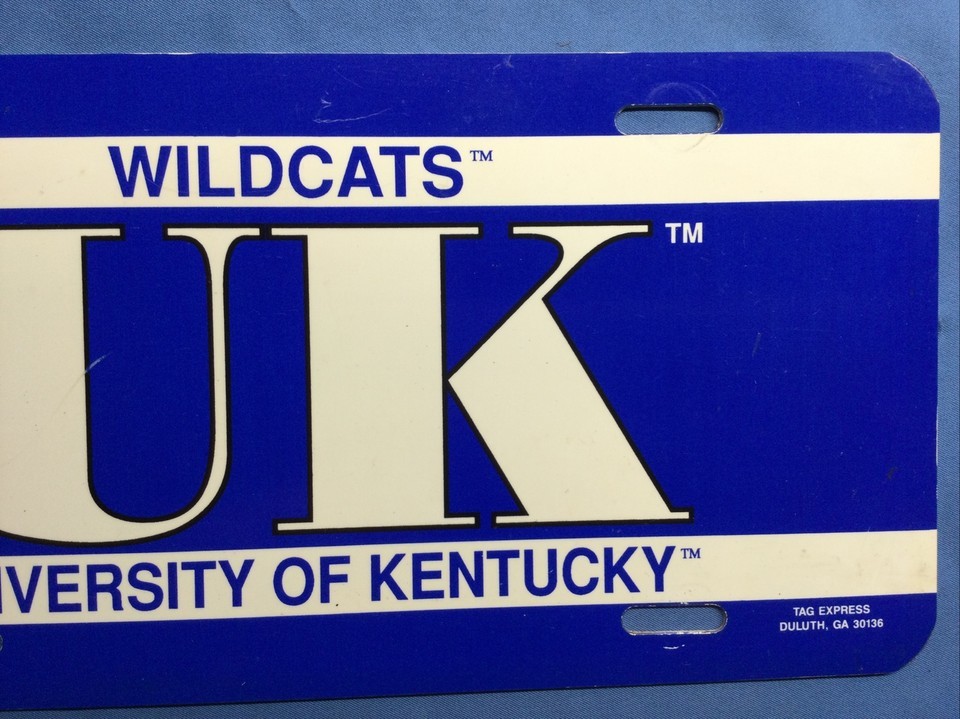 WILDCATS™
UK™
IVERSITY OF KENTUCKY™
TAG EXPRESS
DULUTH, GA 30136